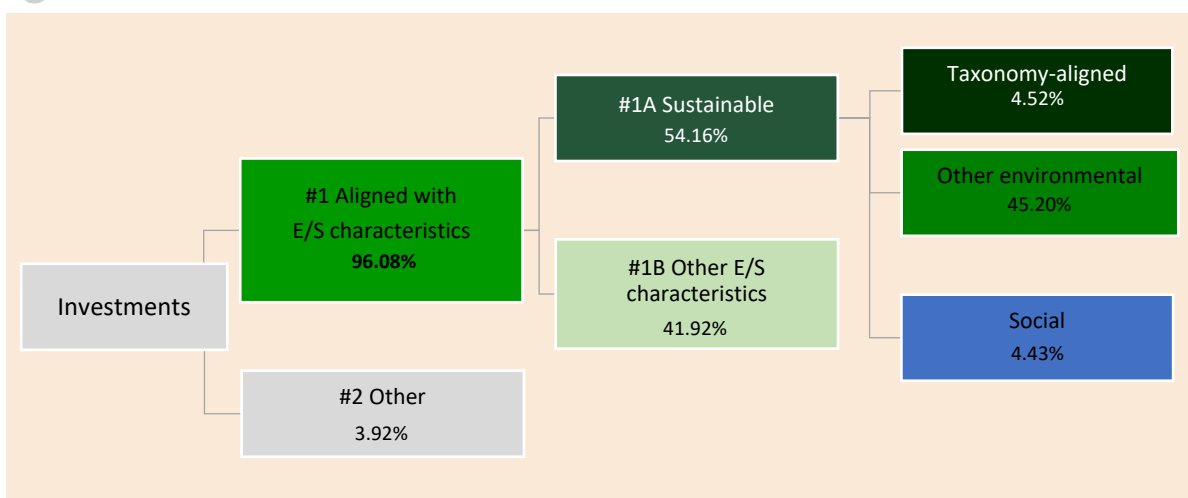 Investments
#1 Aligned with
E/S characteristics
96.08%
#2 Other
3.92%
#1A Sustainable
54.16%
#1B Other E/S
characteristics
41.92%
Taxonomy-aligned
4.52%
Other environmental
45.20%
Social
4.43%